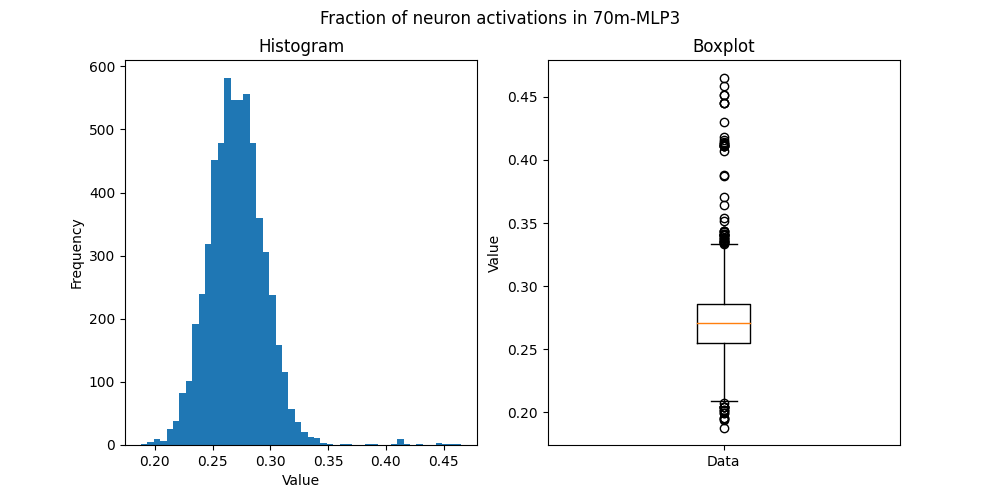 Fraction of neuron activations in 70m-MLP3
Histogram
Frequency
600
500
400
300
200
100
0
0.20 0.25 0.30 0.35 0.40 0.45
Value
Boxplot
Value
0.45
0.40
0.35
0.30
0.25
0.20
Data